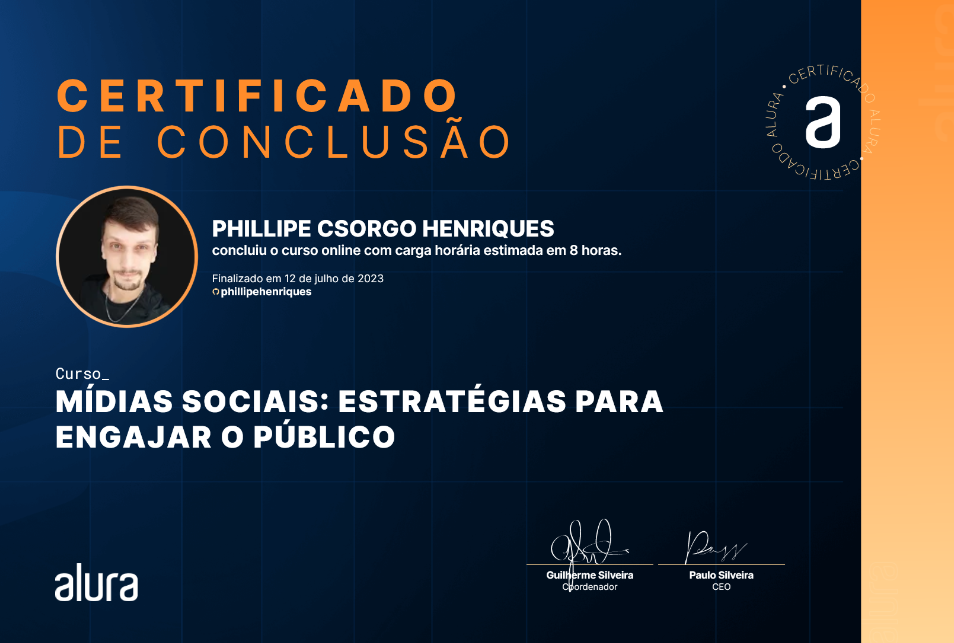 CERTIFICADO
DE CONCLUSÃO
CERTIFICADO ALURA • CERTIFICADO ALURA •
a
PHILLIPE CSORGO HENRIQUES
concluiu o curso online com carga horária estimada em 8 horas.
Finalizado em 12 de julho de 2023
phillipehenriques
Curso_
MÍDIAS SOCIAIS: ESTRATÉGIAS PARA
ENGAJAR O PÚBLICO
Guilherme Silveira
Coordenador
Paulo Silveira
CEO
alura